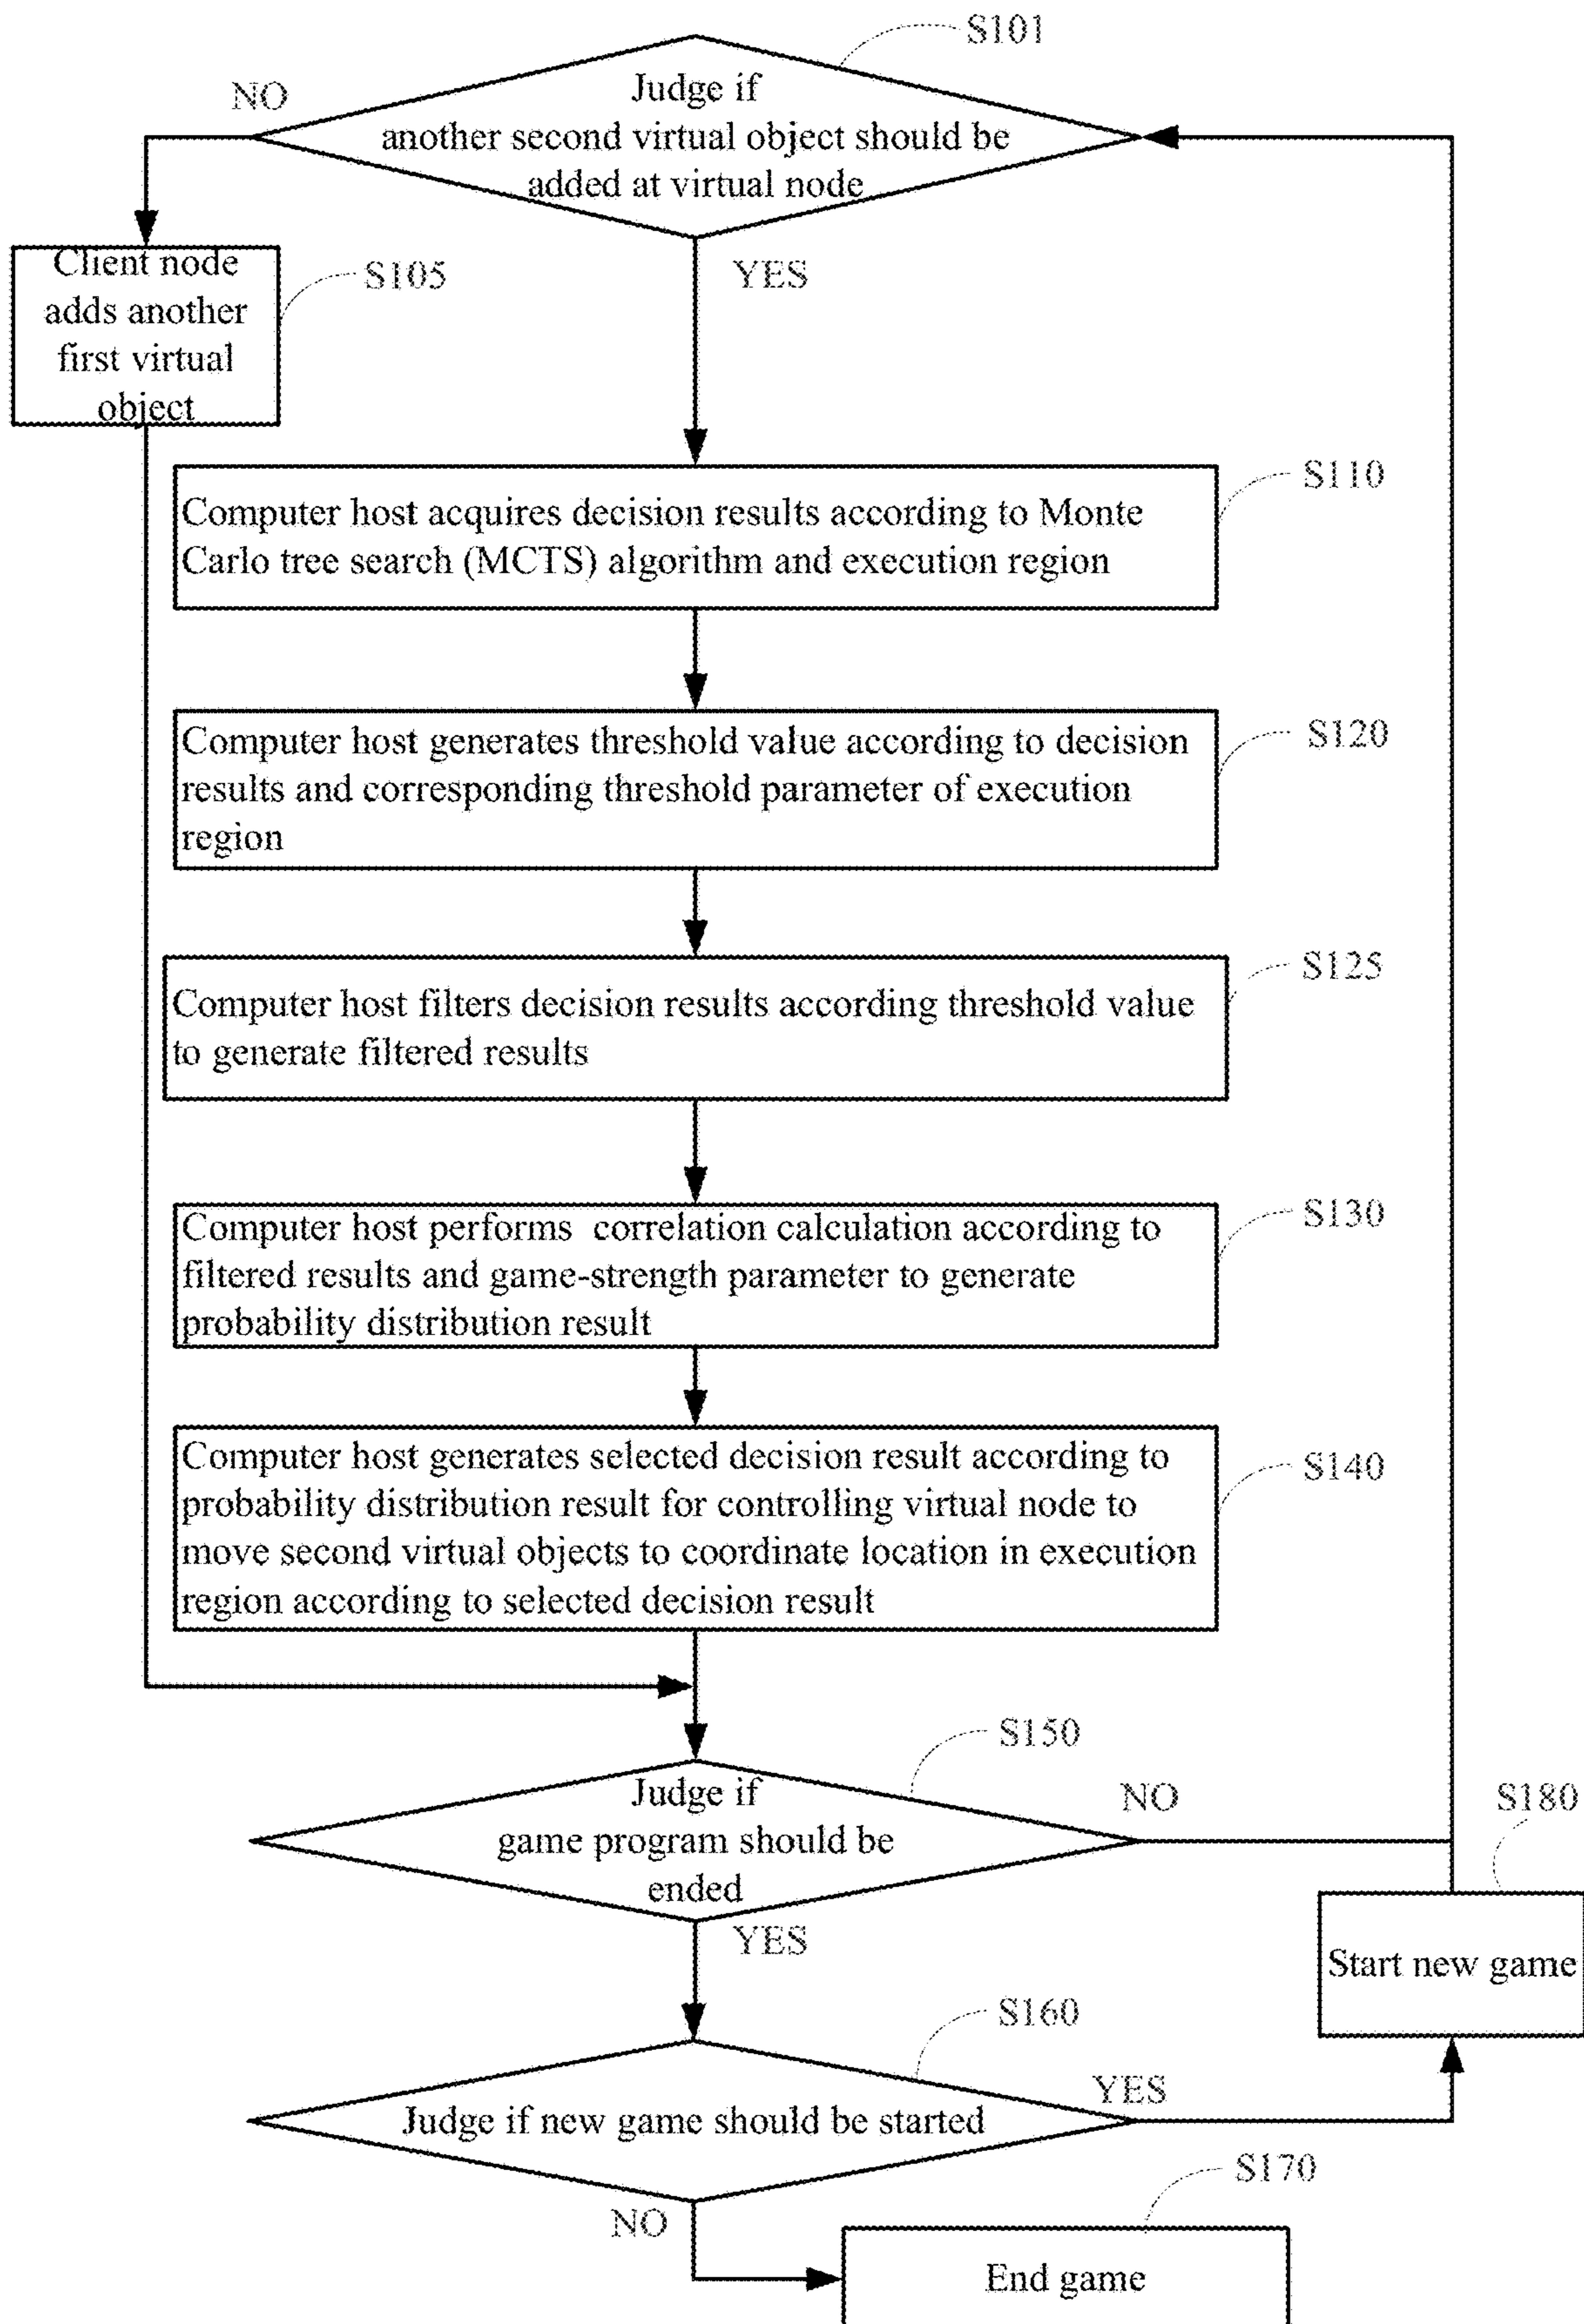 S101
NO
Judge if
another second virtual object should be
added at virtual node
Client node
adds another
first virtual
object
S105
YES
S110
Computer host acquires decision results according to Monte
Carlo tree search (MCTS) algorithm and execution region
S120
Computer host generates threshold value according to decision
results and corresponding threshold parameter of execution
region
S125
Computer host filters decision results according threshold value
to generate filtered results
S130
Computer host performs correlation calculation according to
filtered results and game-strength parameter to generate
probability distribution result
S140
Computer host generates selected decision result according to
probability distribution result for controlling virtual node to
move second virtual objects to coordinate location in execution
region according to selected decision result
S150
Judge if
game program should be
ended
NO
S180
YES
Start new game
S160
YES
Judge if new game should be started
S170
NO
End game